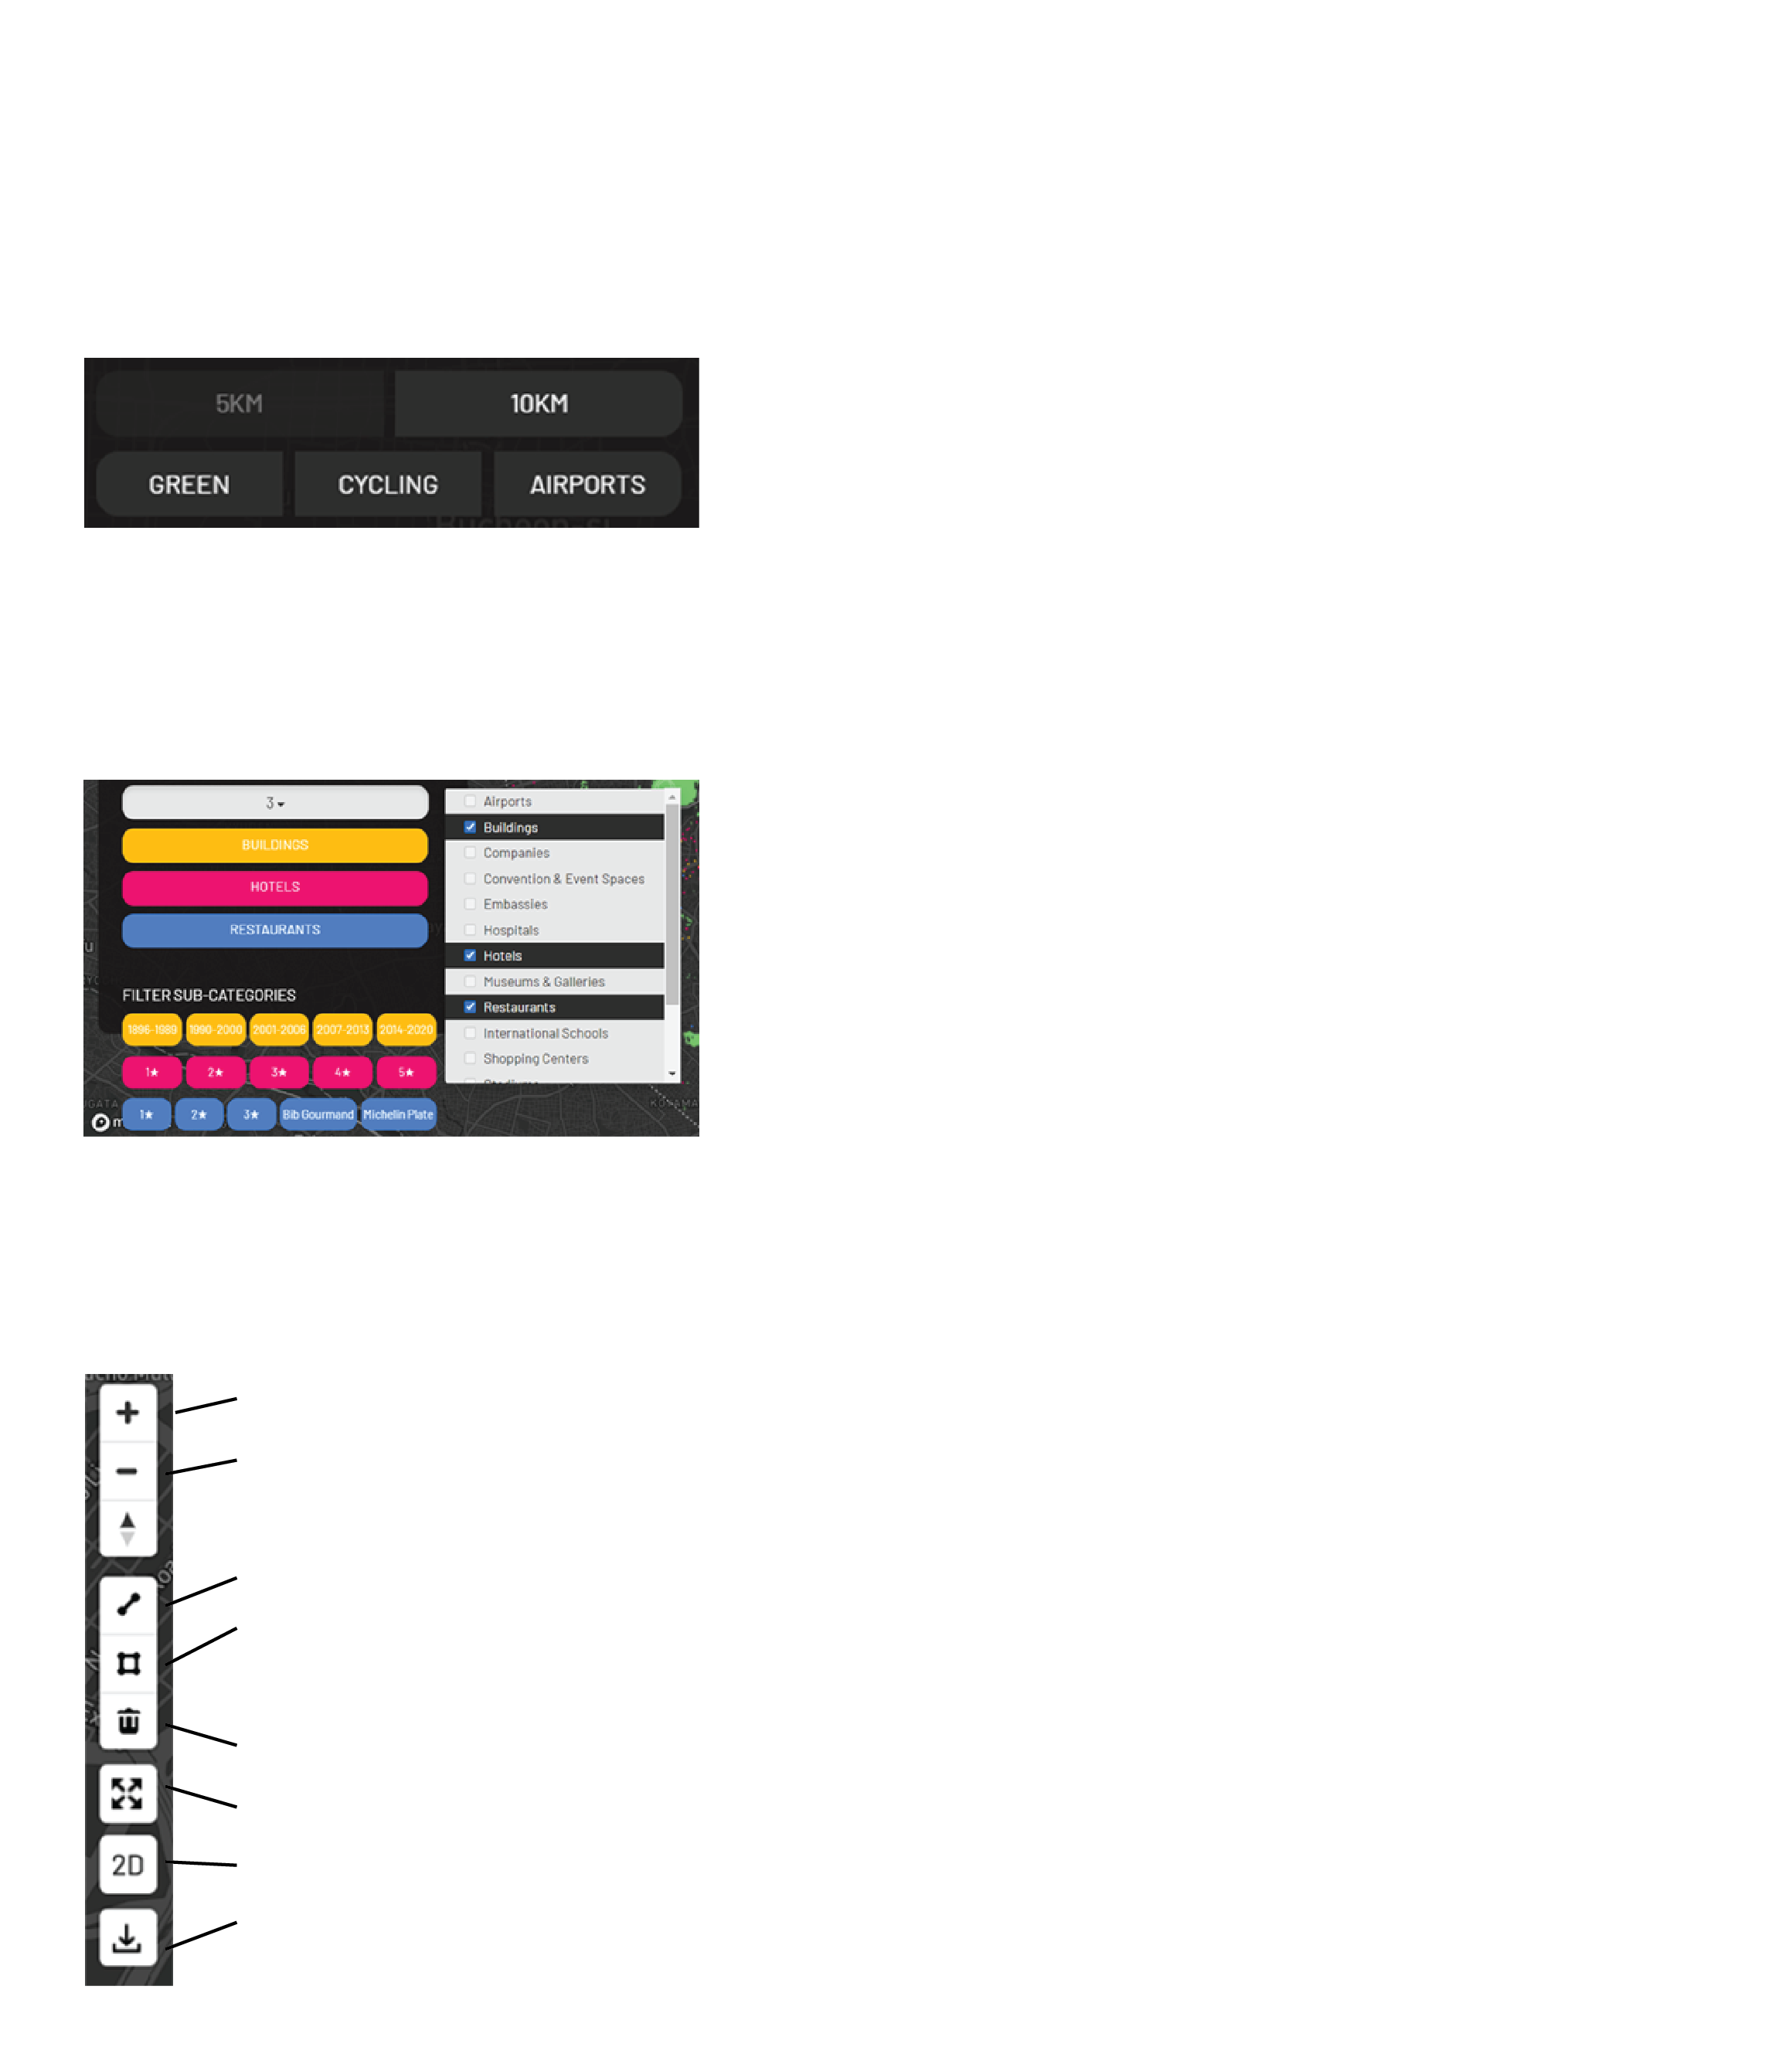 5KM 10KM
GREEN CYCLING AIRPORTS
3
BUILDINGS
HOTELS
RESTAURANTS
FILTER SUB-CATEGORIES
1896-1989 1990-2000 2001-2006 2007-2013 2014-2020
1★ 2★ 3★ 4★ 5★
1★ 2★ 3★ Bib Gourmand Michelin Plate
Airports
Buildings
Companies
Convention & Event Spaces
Embassies
Hospitals
Hotels
Museums & Galleries
Restaurants
International Schools
Shopping Centers
Stadiums
2D